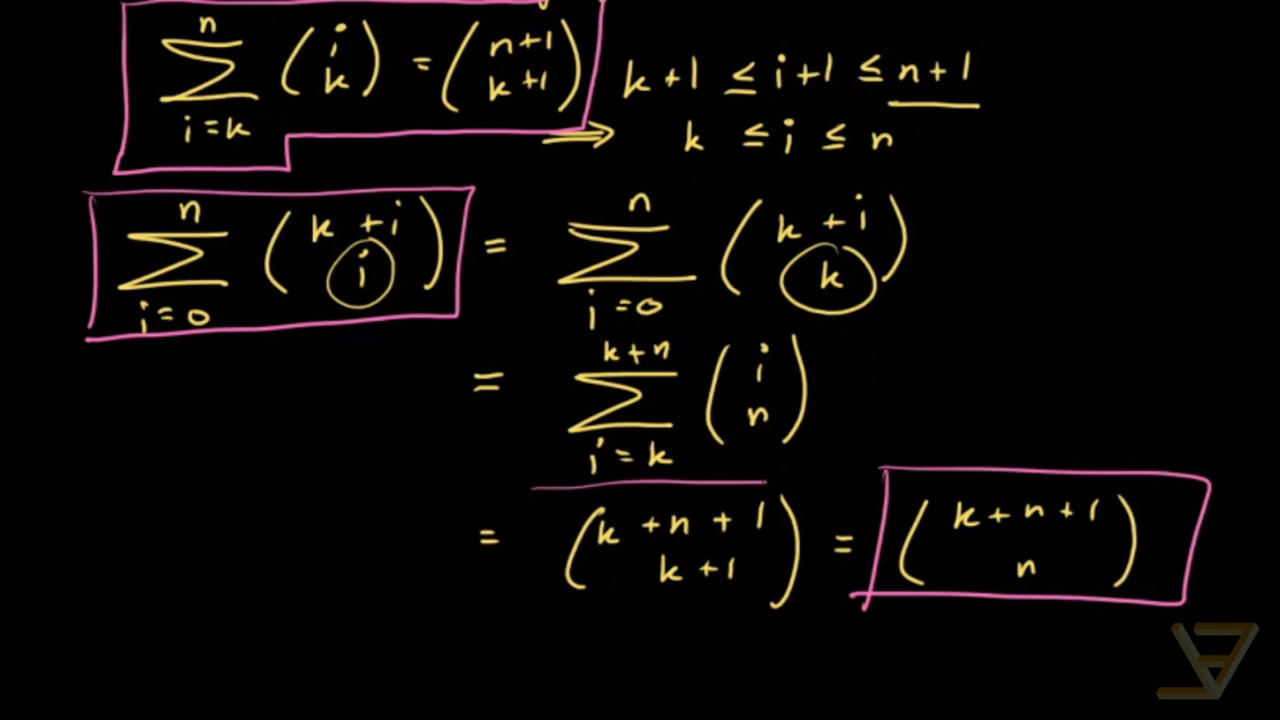 ∑_{i=k}^{n} (i choose k) = (n+1 choose k+1) k+1 ≤ i+1 ≤ n+1
⇒ k ≤ i ≤ n
∑_{i=0}^{n} (k+i choose i) = ∑_{i=0}^{n} (k+i choose k)
= ∑_{i=k}^{k+n} (i choose n)
= (k+n+1 choose k+1) = (k+n+1 choose n)